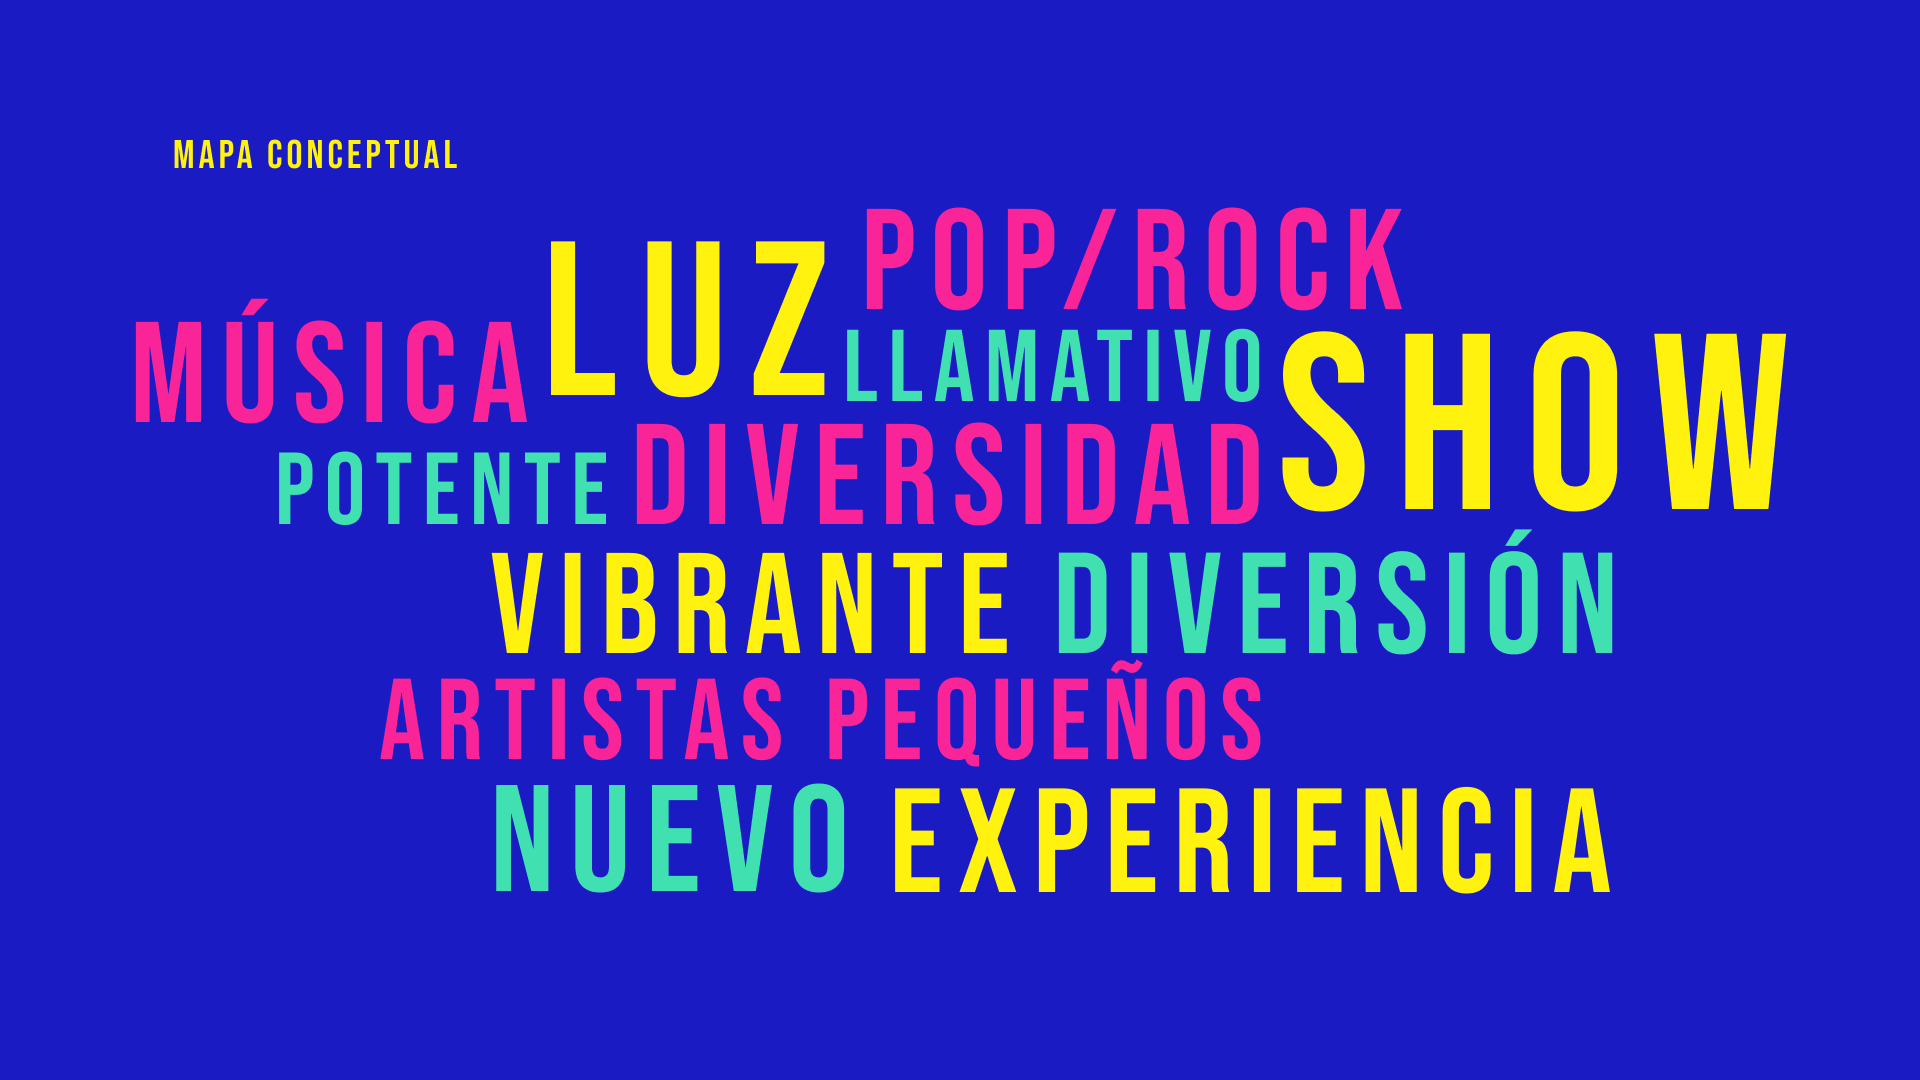 MAPA CONCEPTUAL
POP/ROCK
LUZ
MÚSICA
LLAMATIVO
SHOW
POTENTE
DIVERSIDAD
VIBRANTE DIVERSIÓN
ARTISTAS PEQUEÑOS
NUEVO EXPERIENCIA